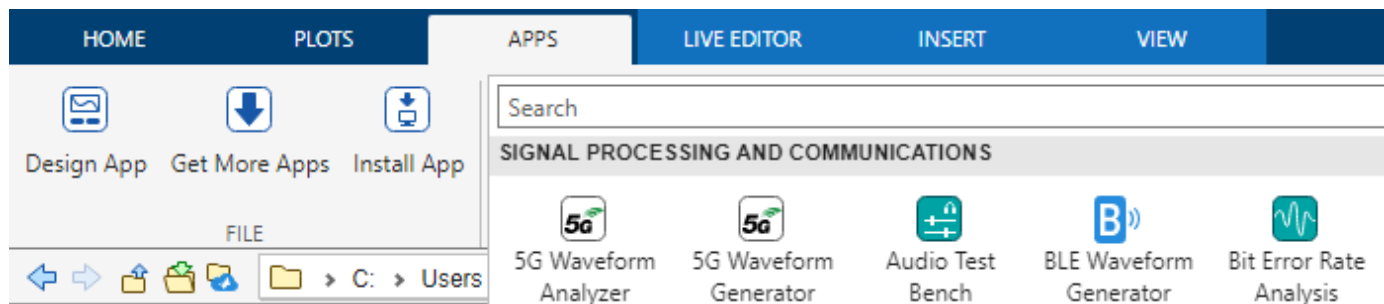 HOME PLOTS APPS LIVE EDITOR INSERT VIEW
Design App Get More Apps Install App
FILE
Search
SIGNAL PROCESSING AND COMMUNICATIONS
5G 5G B
5G Waveform Analyzer
5G Waveform Generator
Audio Test Bench
BLE Waveform Generator
Bit Error Rate Analysis
C: Users